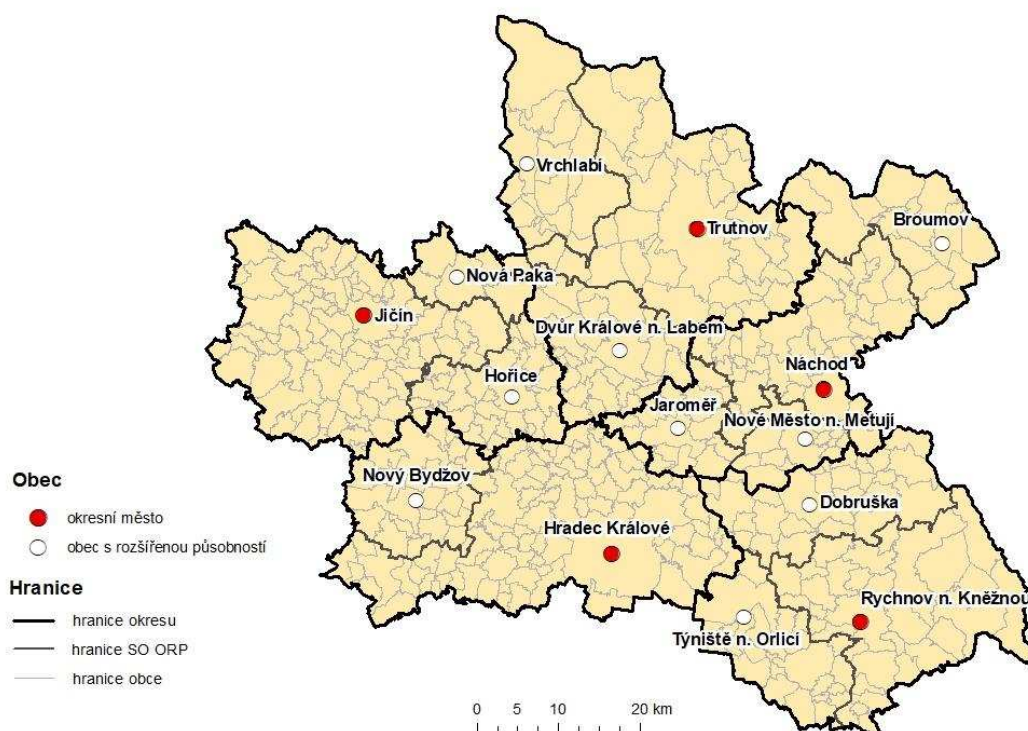 Vrchlabí
Trutnov
Broumov
Nová Paka
Jičín
Dvůr Králové n. Labem
Náchod
Hořice
Jaroměř
Nové Město n. Metují
Nový Bydžov
Dobruška
Hradec Králové
Rychnov n. Kněžnou
Týniště n. Orlicí
Obec
okresní město
obec s rozšířenou působností
Hranice
hranice okresu
hranice SO ORP
hranice obce
0 5 10 20 km